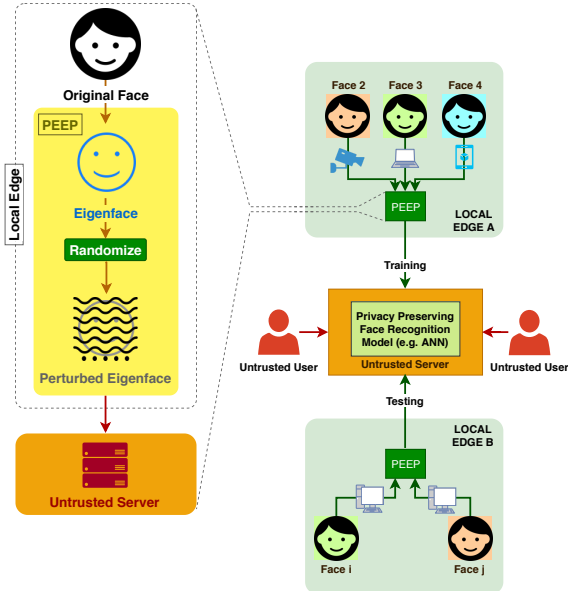 Original Face
PEEP
Eigenface
Randomize
Perturbed Eigenface
Local Edge
Untrusted Server
Face 2
Face 3
Face 4
PEEP
LOCAL
EDGE A
Training
Privacy Preserving
Face Recognition
Model (e.g. ANN)
Untrusted Server
Untrusted User
Untrusted User
Testing
LOCAL
EDGE B
PEEP
Face i
Face j